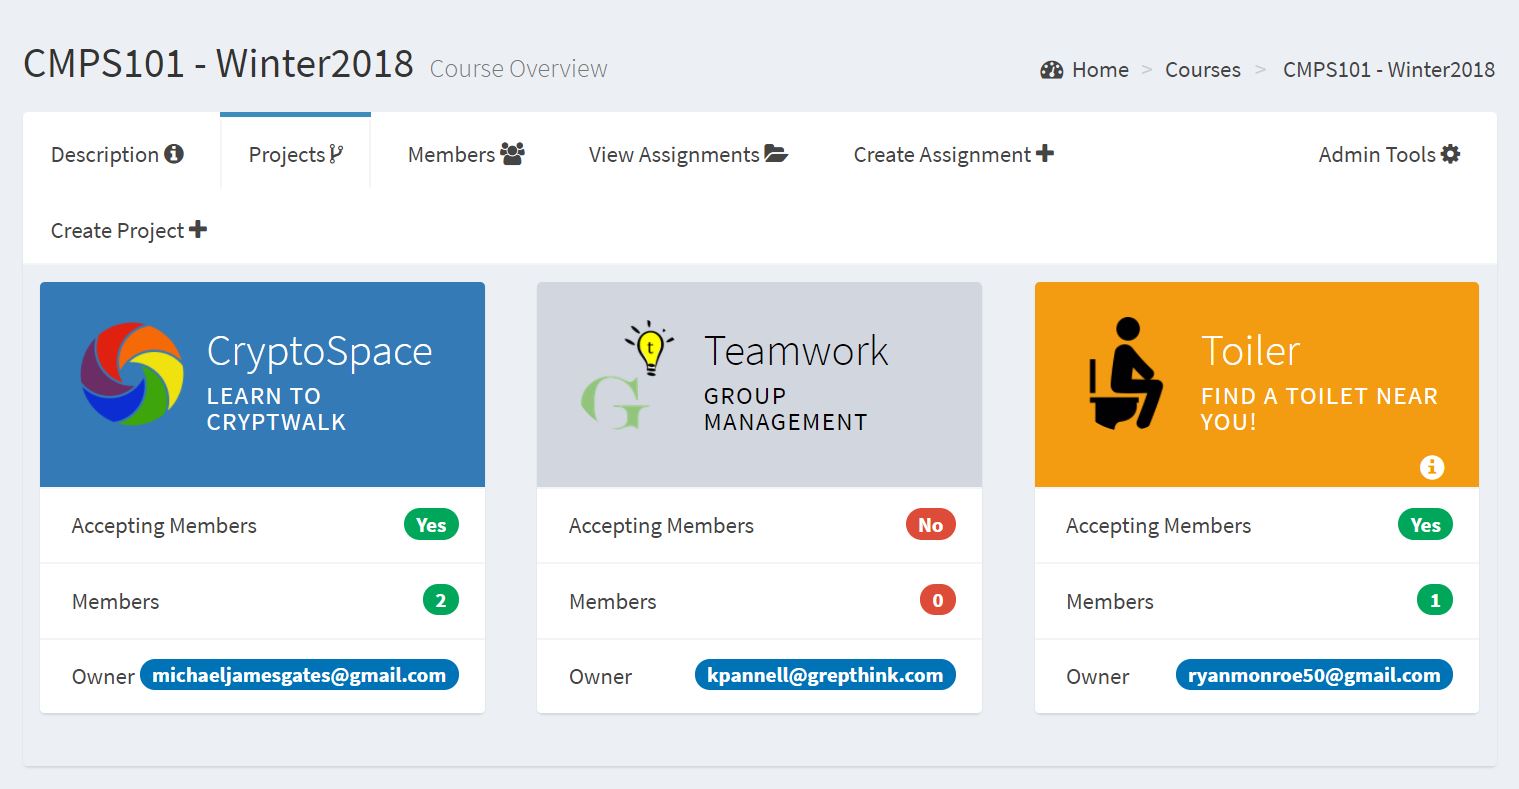 CMPS101 - Winter2018 Course Overview
Home > Courses > CMPS101 - Winter2018
Description Projects Members View Assignments Create Assignment Admin Tools
Create Project
t
G
CryptoSpace
LEARN TO
CRYPTWALK
Accepting Members Yes
Members 2
Owner michaeljamesgates@gmail.com
Teamwork
GROUP
MANAGEMENT
Accepting Members No
Members 0
Owner kpannell@grepthink.com
Toiler
FIND A TOILET NEAR
YOU!
Accepting Members Yes
Members 1
Owner ryanmonroe50@gmail.com